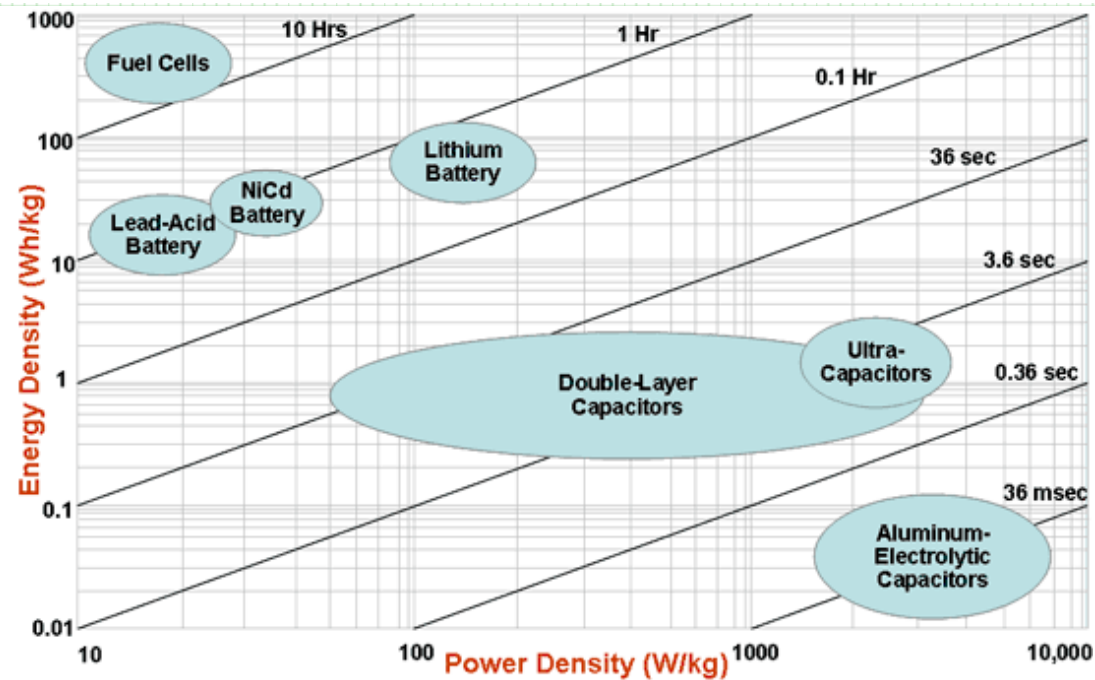 1000
10 Hrs
1 Hr
Fuel Cells
0.1 Hr
100
Lithium
Battery
36 sec
NiCd
Battery
Lead-Acid
Battery
10
3.6 sec
Ultra-
Capacitors
0.36 sec
1
Double-Layer
Capacitors
0.1
36 msec
Aluminum-
Electrolytic
Capacitors
0.01
Energy Density (Wh/kg)
10
100
1000
10,000
Power Density (W/kg)